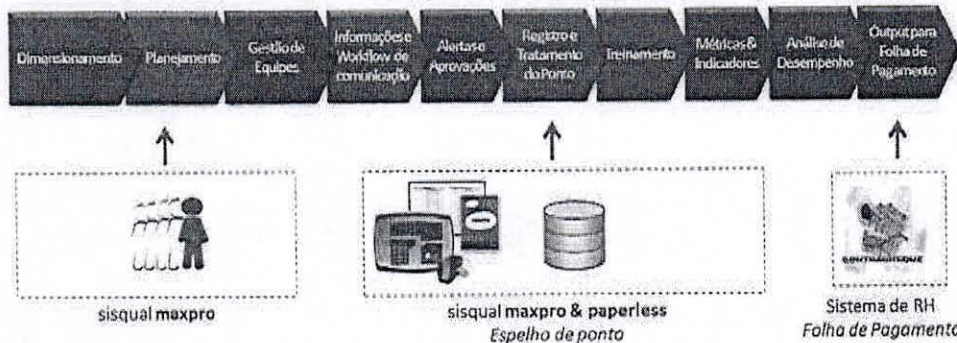 Dimensionamento
Planejamento
Gestão de
Equipes
Informações e
Workflow de
comunicação
Alertas e
Aprovações
Registro e
Tratamento
do Ponto
Treinamento
Métricas &
Indicadores
Análise de
Desempenho
Output para
Folha de
Pagamento
sisqual maxpro
sisqual maxpro & paperless
Espelho de ponto
Sistema de RH
Folha de Pagamento